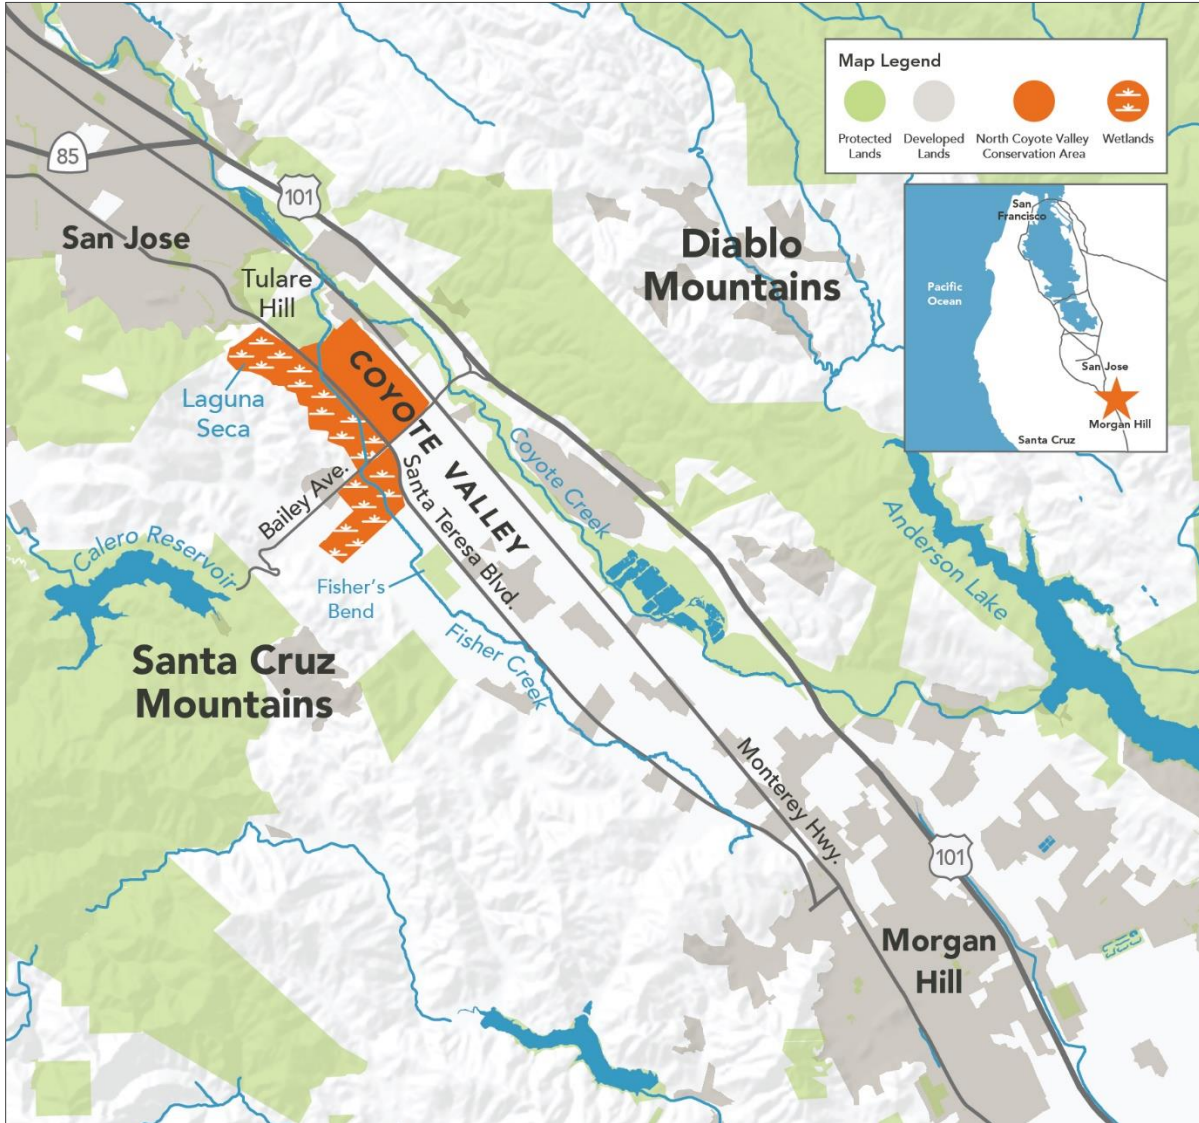 Map Legend
Protected
Lands
Developed
Lands
North Coyote Valley
Conservation Area
Wetlands
San
Francisco
Pacific
Ocean
San Jose
Morgan Hill
Santa Cruz
85
101
San Jose
Diablo
Mountains
Tulare
Hill
COYOTE VALLEY
Laguna
Seca
Coyote Creek
Bailey Ave.
Santa Teresa Blvd.
Anderson Lake
Calero Reservoir
Fisher's
Bend
Fisher Creek
Santa Cruz
Mountains
Monterey Hwy.
101
Morgan
Hill